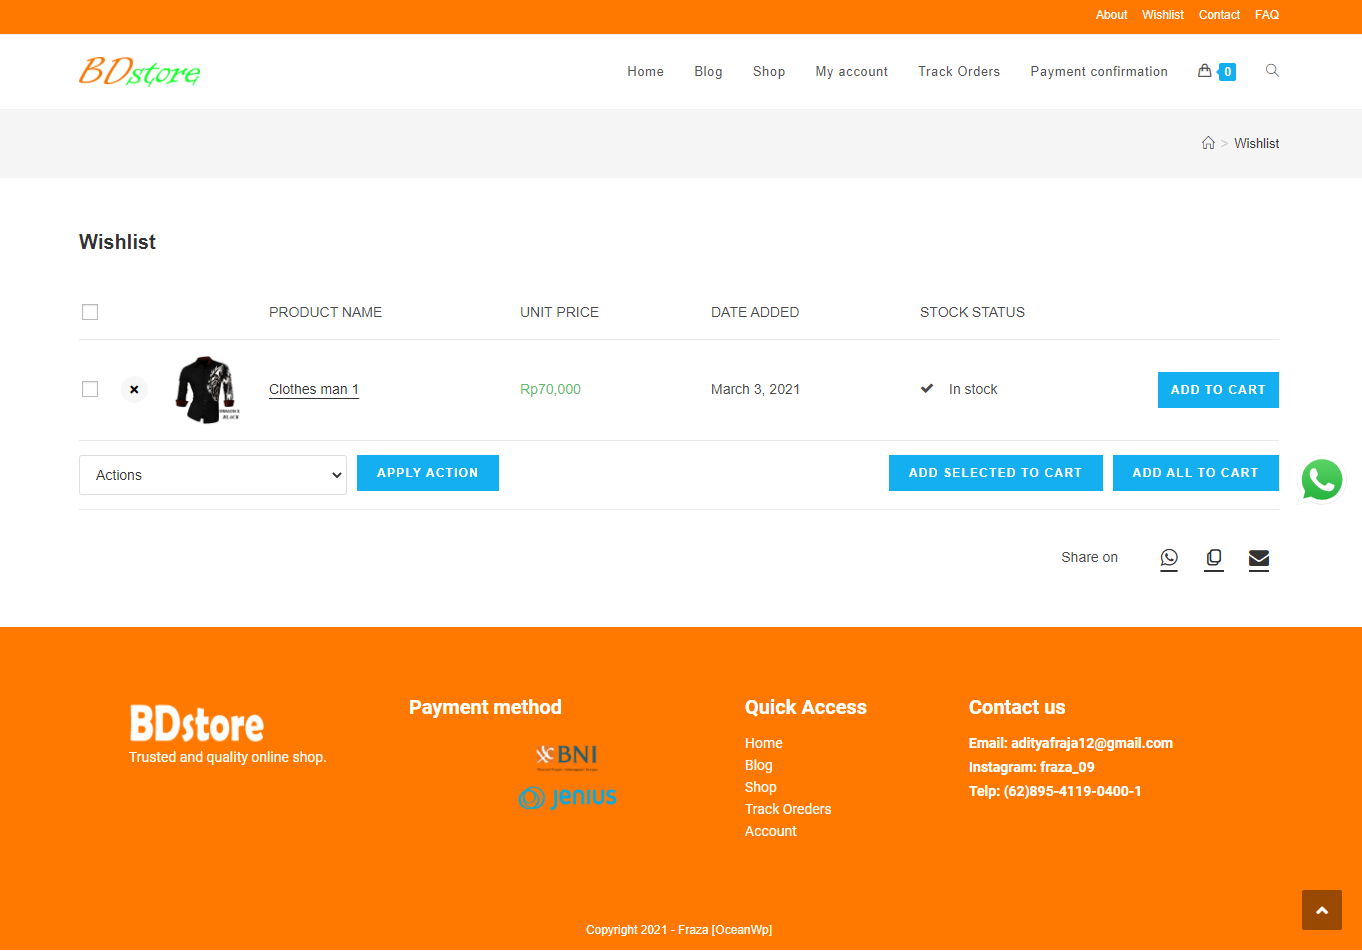 About Wishlist Contact FAQ
BDstore
Home Blog Shop My account Track Orders Payment confirmation 0
> Wishlist
Wishlist
PRODUCT NAME UNIT PRICE DATE ADDED STOCK STATUS
Clothes man 1 Rp70,000 March 3, 2021 In stock ADD TO CART
BLACK
Actions APPLY ACTION ADD SELECTED TO CART ADD ALL TO CART
Share on
BDstore
Trusted and quality online shop.
Payment method
BNI
jenius
Quick Access
Home
Blog
Shop
Track Oreders
Account
Contact us
Email: adityafraja12@gmail.com
Instagram: fraza_09
Telp: (62)895-4119-0400-1
Copyright 2021 - Fraza [OceanWp]